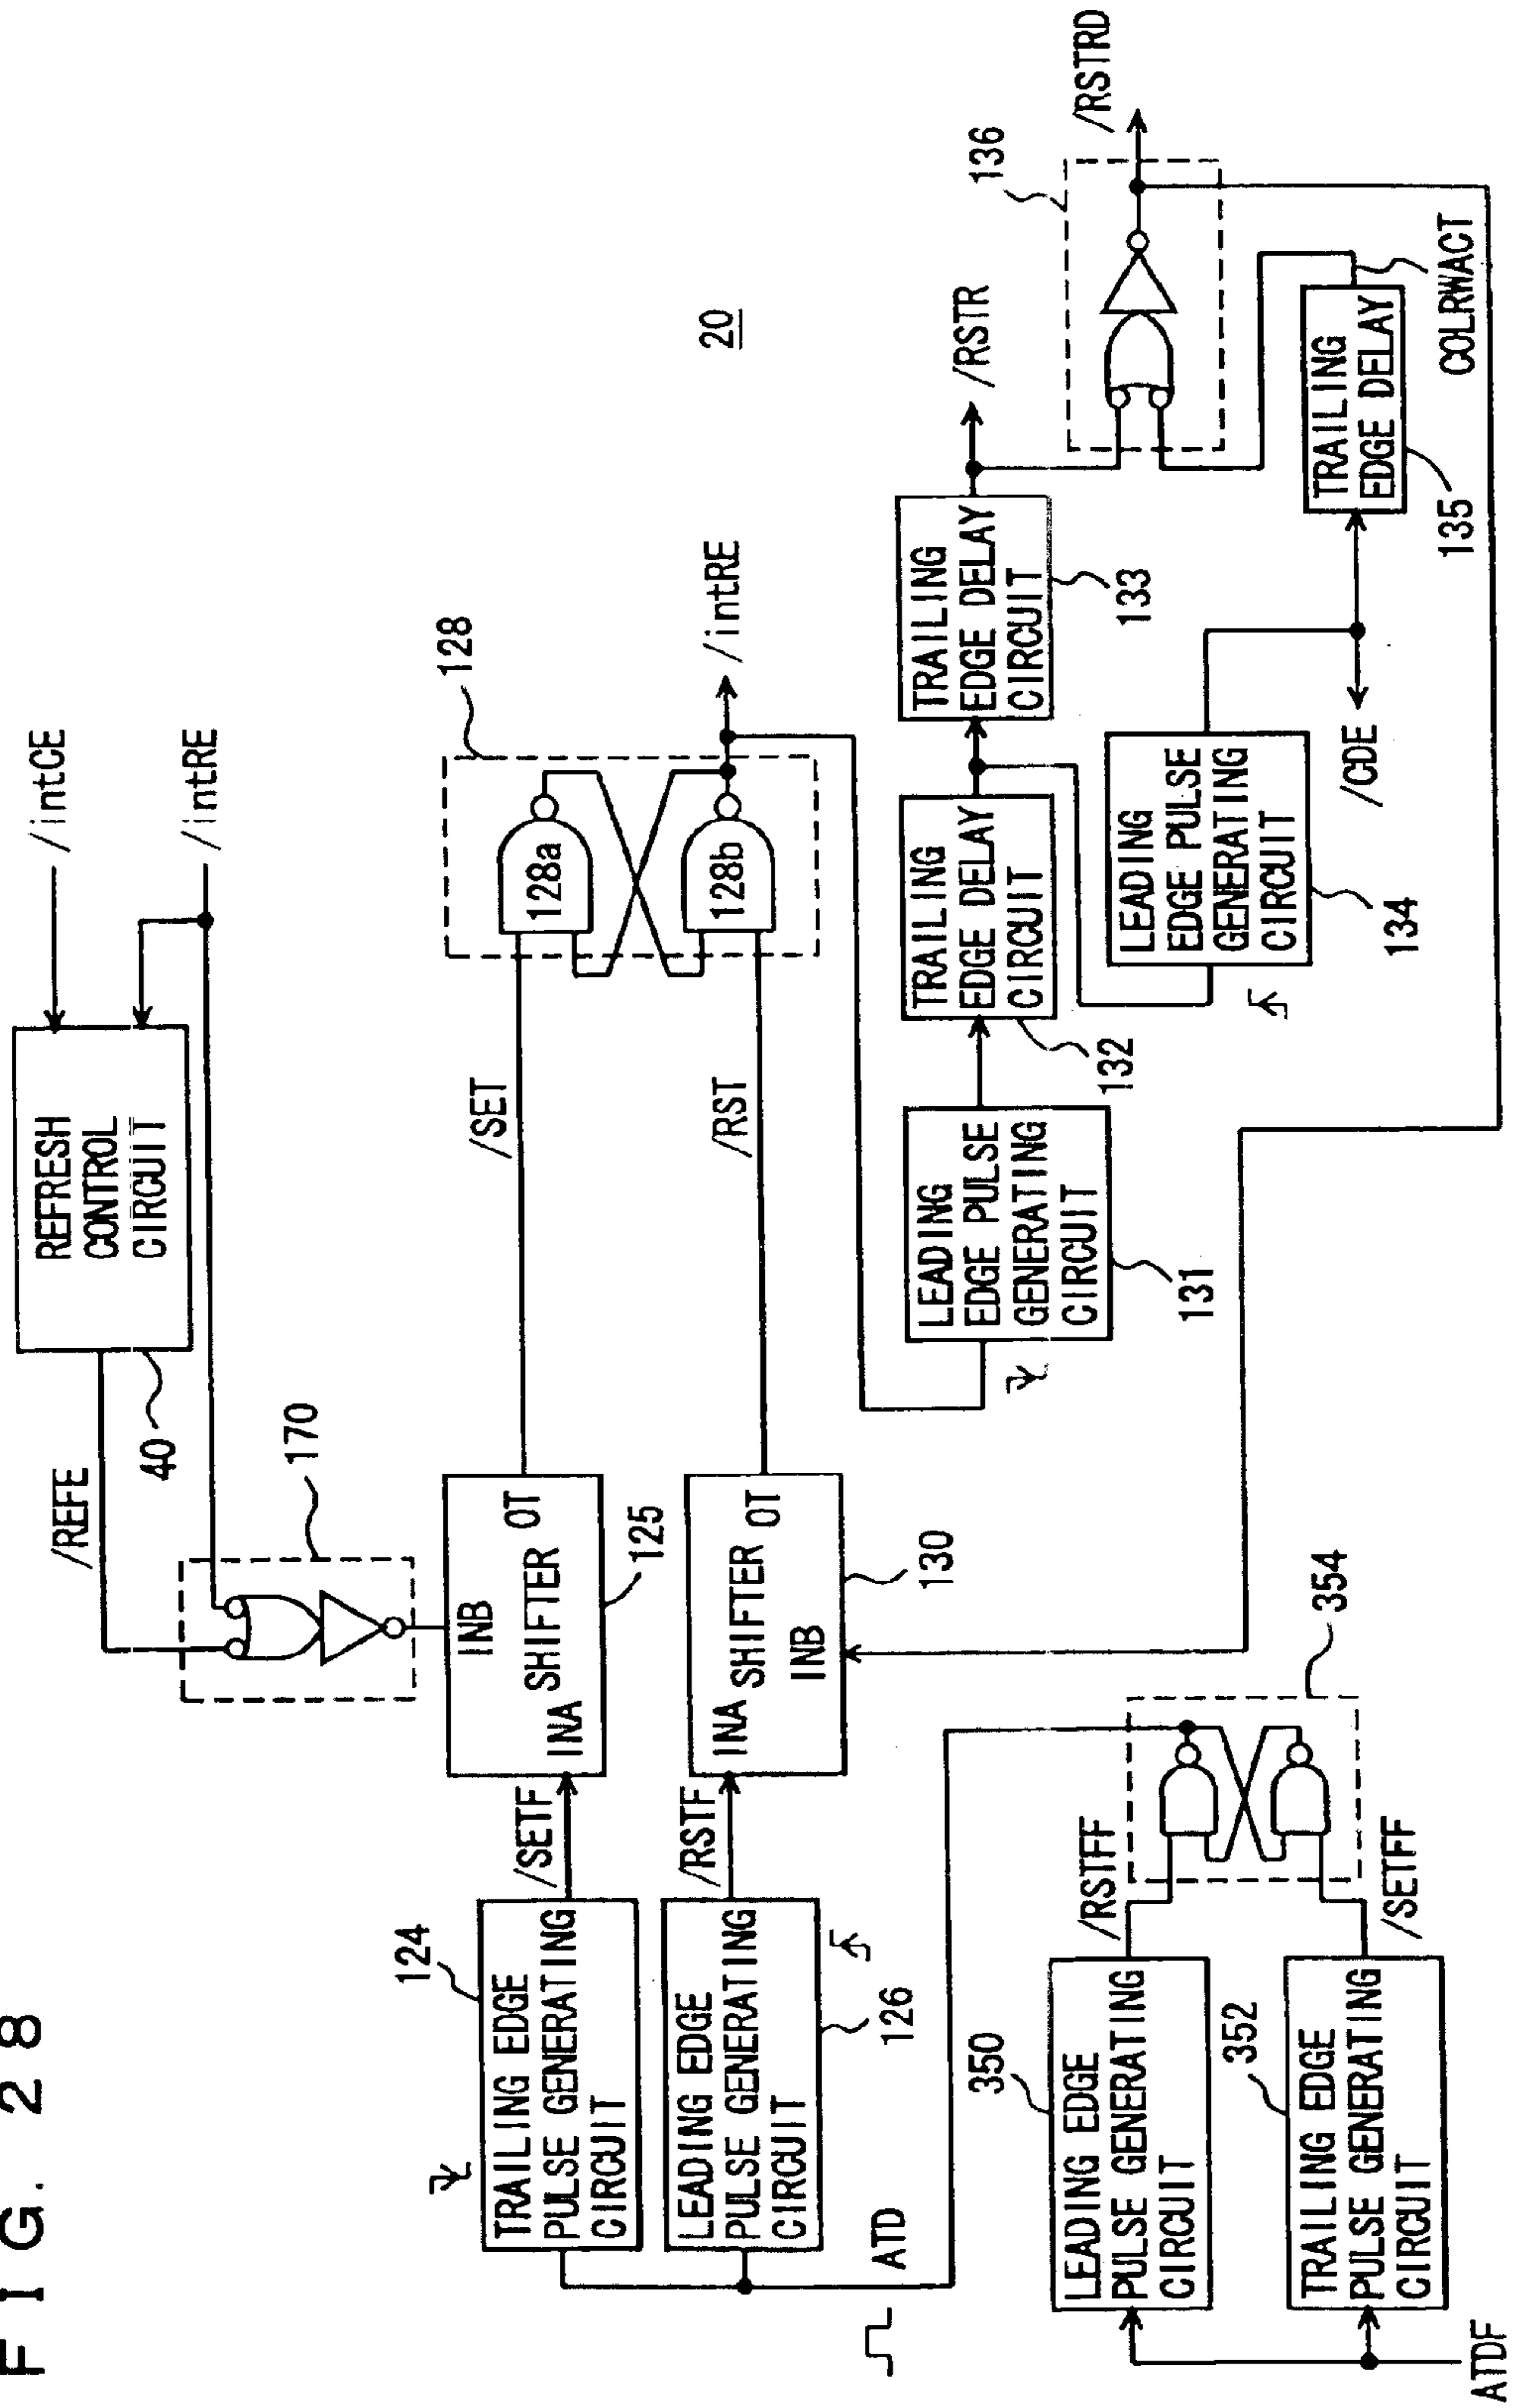 FIG. 28
REFRESH
CONTROL
CIRCUIT
40
/intCE
/intRE
/REFE
170
INB
INA
SHIFTER
OT
125
/SET
128
128a
128b
/intRE
124
TRAILING EDGE
PULSE GENERATING
CIRCUIT
/SETF
LEADING EDGE
PULSE GENERATING
CIRCUIT
126
/RSTF
INA
SHIFTER
OT
INB
130
/RST
20
ATD
LEADING
EDGE PULSE
GENERATING
CIRCUIT
131
TRAILING
EDGE DELAY
CIRCUIT
132
TRAILING
EDGE DELAY
CIRCUIT
133
/RSTR
136
/RSTRD
LEADING
EDGE PULSE
GENERATING
CIRCUIT
134
/CDE
TRAILING
EDGE DELAY
135
COLRWACT
350
LEADING EDGE
PULSE GENERATING
CIRCUIT
/RSTFF
354
352
TRAILING EDGE
PULSE GENERATING
CIRCUIT
/SETFF
ATDF